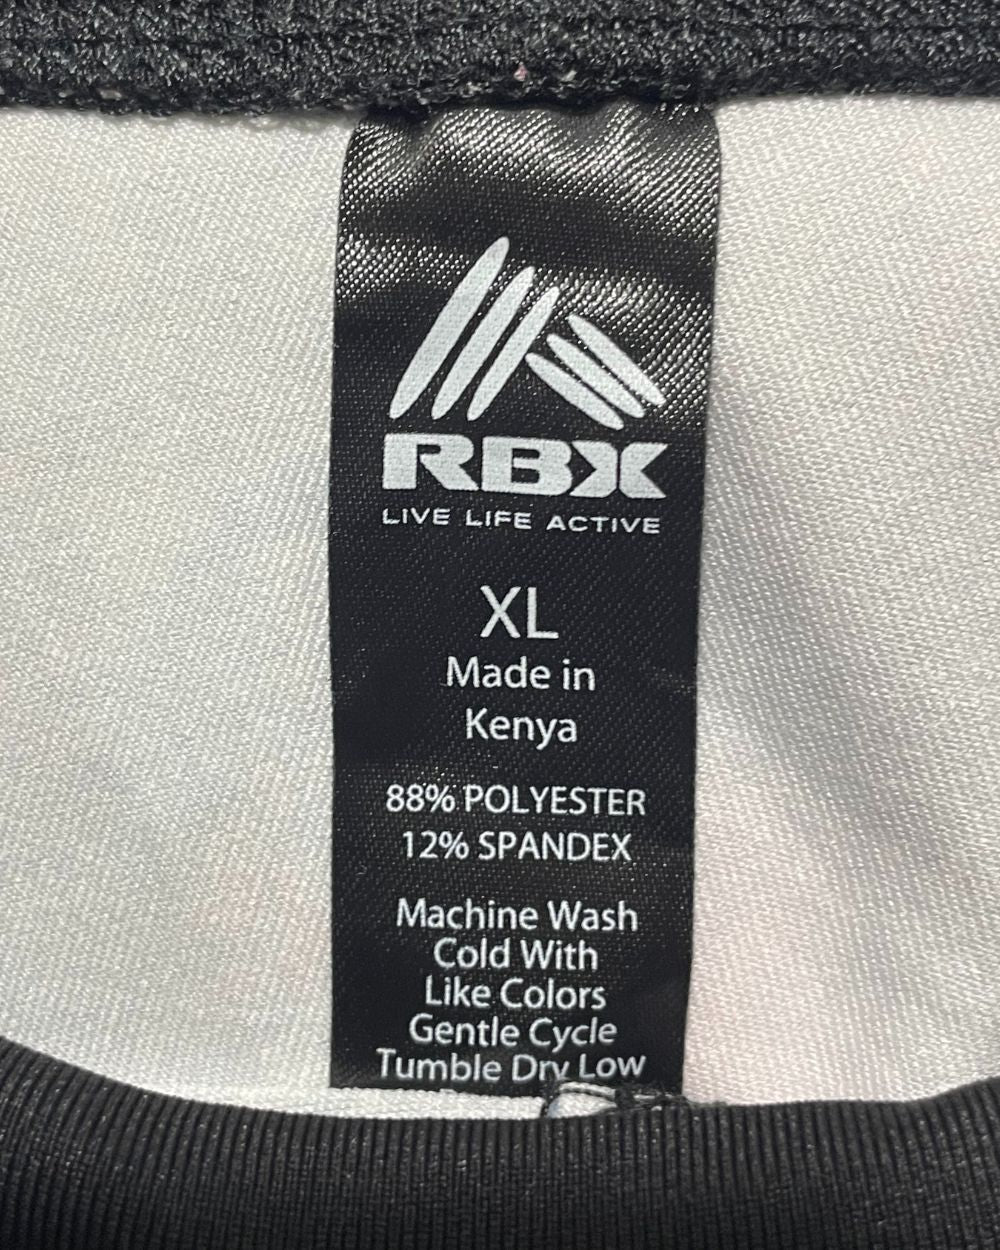 RBX
LIVE LIFE ACTIVE
XL
Made in
Kenya
88% POLYESTER
12% SPANDEX
Machine Wash
Cold With
Like Colors
Gentle Cycle
Tumble Dry Low